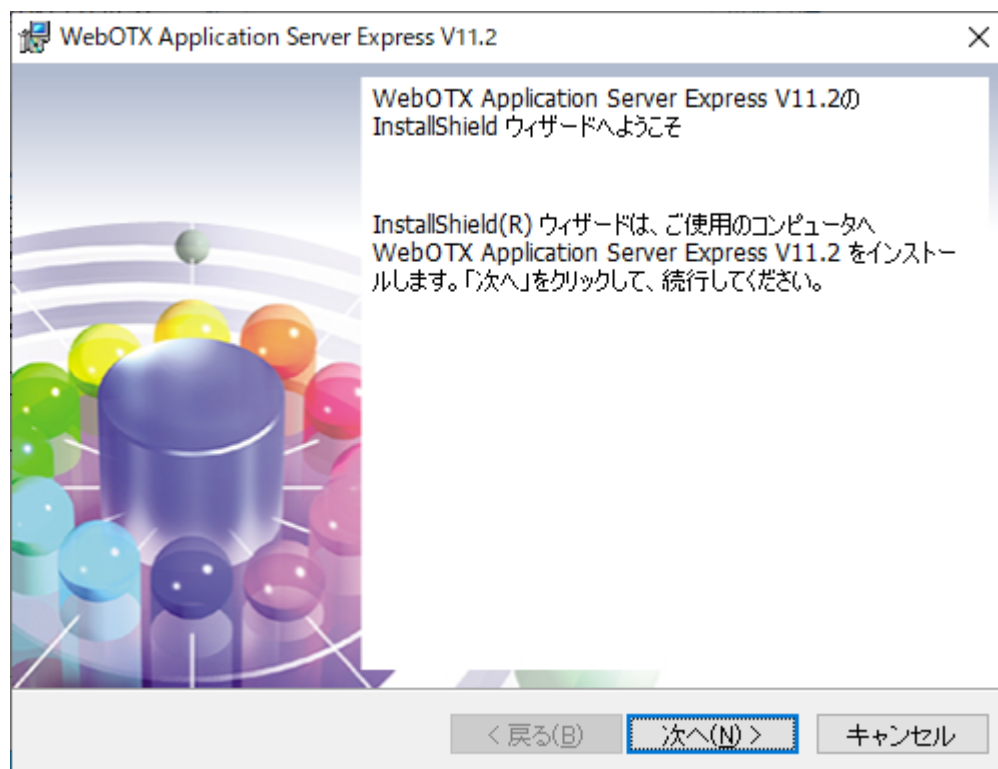 WebOTX Application Server Express V11.2
WebOTX Application Server Express V11.2の
InstallShield ウィザードへようこそ
InstallShield(R) ウィザードは、ご使用のコンピュータへ
WebOTX Application Server Express V11.2 をインストー
ルします。「次へ」をクリックして、続行してください。
< 戻る(B) 次へ(N) > キャンセル